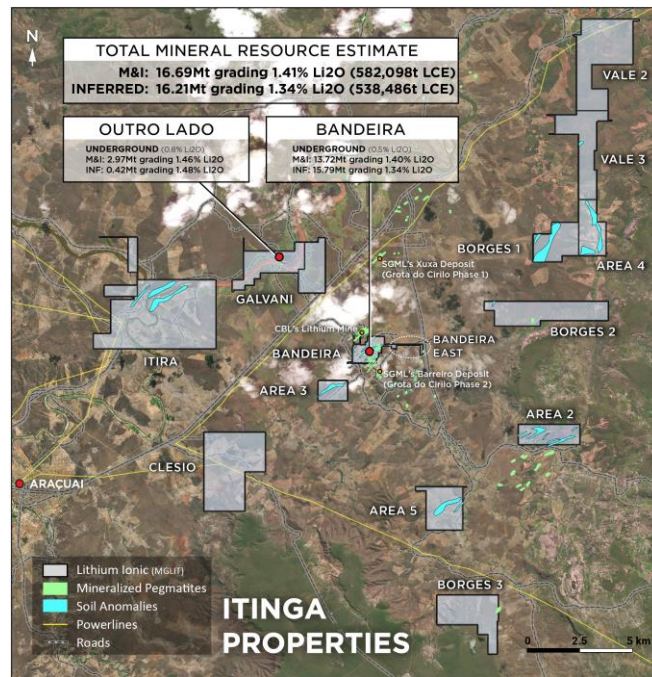 N
TOTAL MINERAL RESOURCE ESTIMATE
M&I: 16.69Mt grading 1.41% Li2O (582,098t LCE)
INFERRED: 16.21Mt grading 1.34% Li2O (538,486t LCE)
OUTRO LADO
UNDERGROUND (0.8% Li2O)
M&I: 2.97Mt grading 1.46% Li2O
INF: 0.42Mt grading 1.48% Li2O
BANDEIRA
UNDERGROUND (0.5% Li2O)
M&I: 13.72Mt grading 1.40% Li2O
INF: 15.79Mt grading 1.34% Li2O
VALE 2
VALE 3
BORGES 1
AREA 4
SGML's Xuxa Deposit
(Grota do Cirilo Phase 1)
GALVANI
BORGES 2
CBL's Lithium Mine
ITIRA
BANDEIRA
BANDEIRA
EAST
SGML's Barreiro Deposit
(Grota do Cirilo Phase 2)
AREA 3
AREA 2
CLESIO
ARAÇUAI
AREA 5
BORGES 3
Lithium Ionic (MGLIT)
Mineralized Pegmatites
Soil Anomalies
Powerlines
Roads
ITINGA
PROPERTIES
0 2.5 5 km